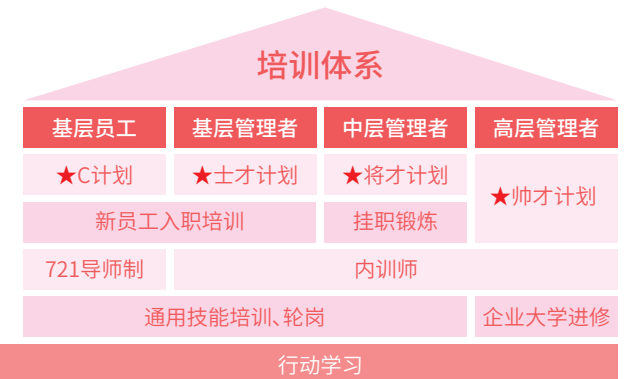 培训体系
基层员工 基层管理者 中层管理者 高层管理者
★C计划 ★士才计划 ★将才计划
★帅才计划
新员工入职培训 挂职锻炼
721导师制 内训师
通用技能培训、轮岗 企业大学进修
行动学习